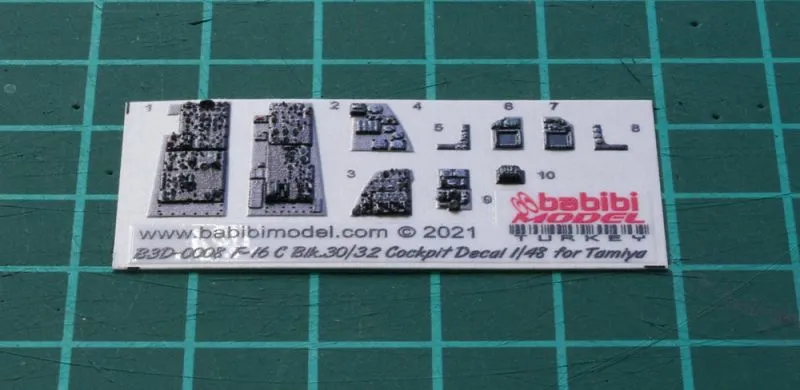 1 2 4 6 7
5 8
3 10
9
babibi
MODEL
TURKEY
www.babibimodel.com © 2021
B3D-0008 F-16 C Blk.30/32 Cockpit Decal 1/48 for Tamiya